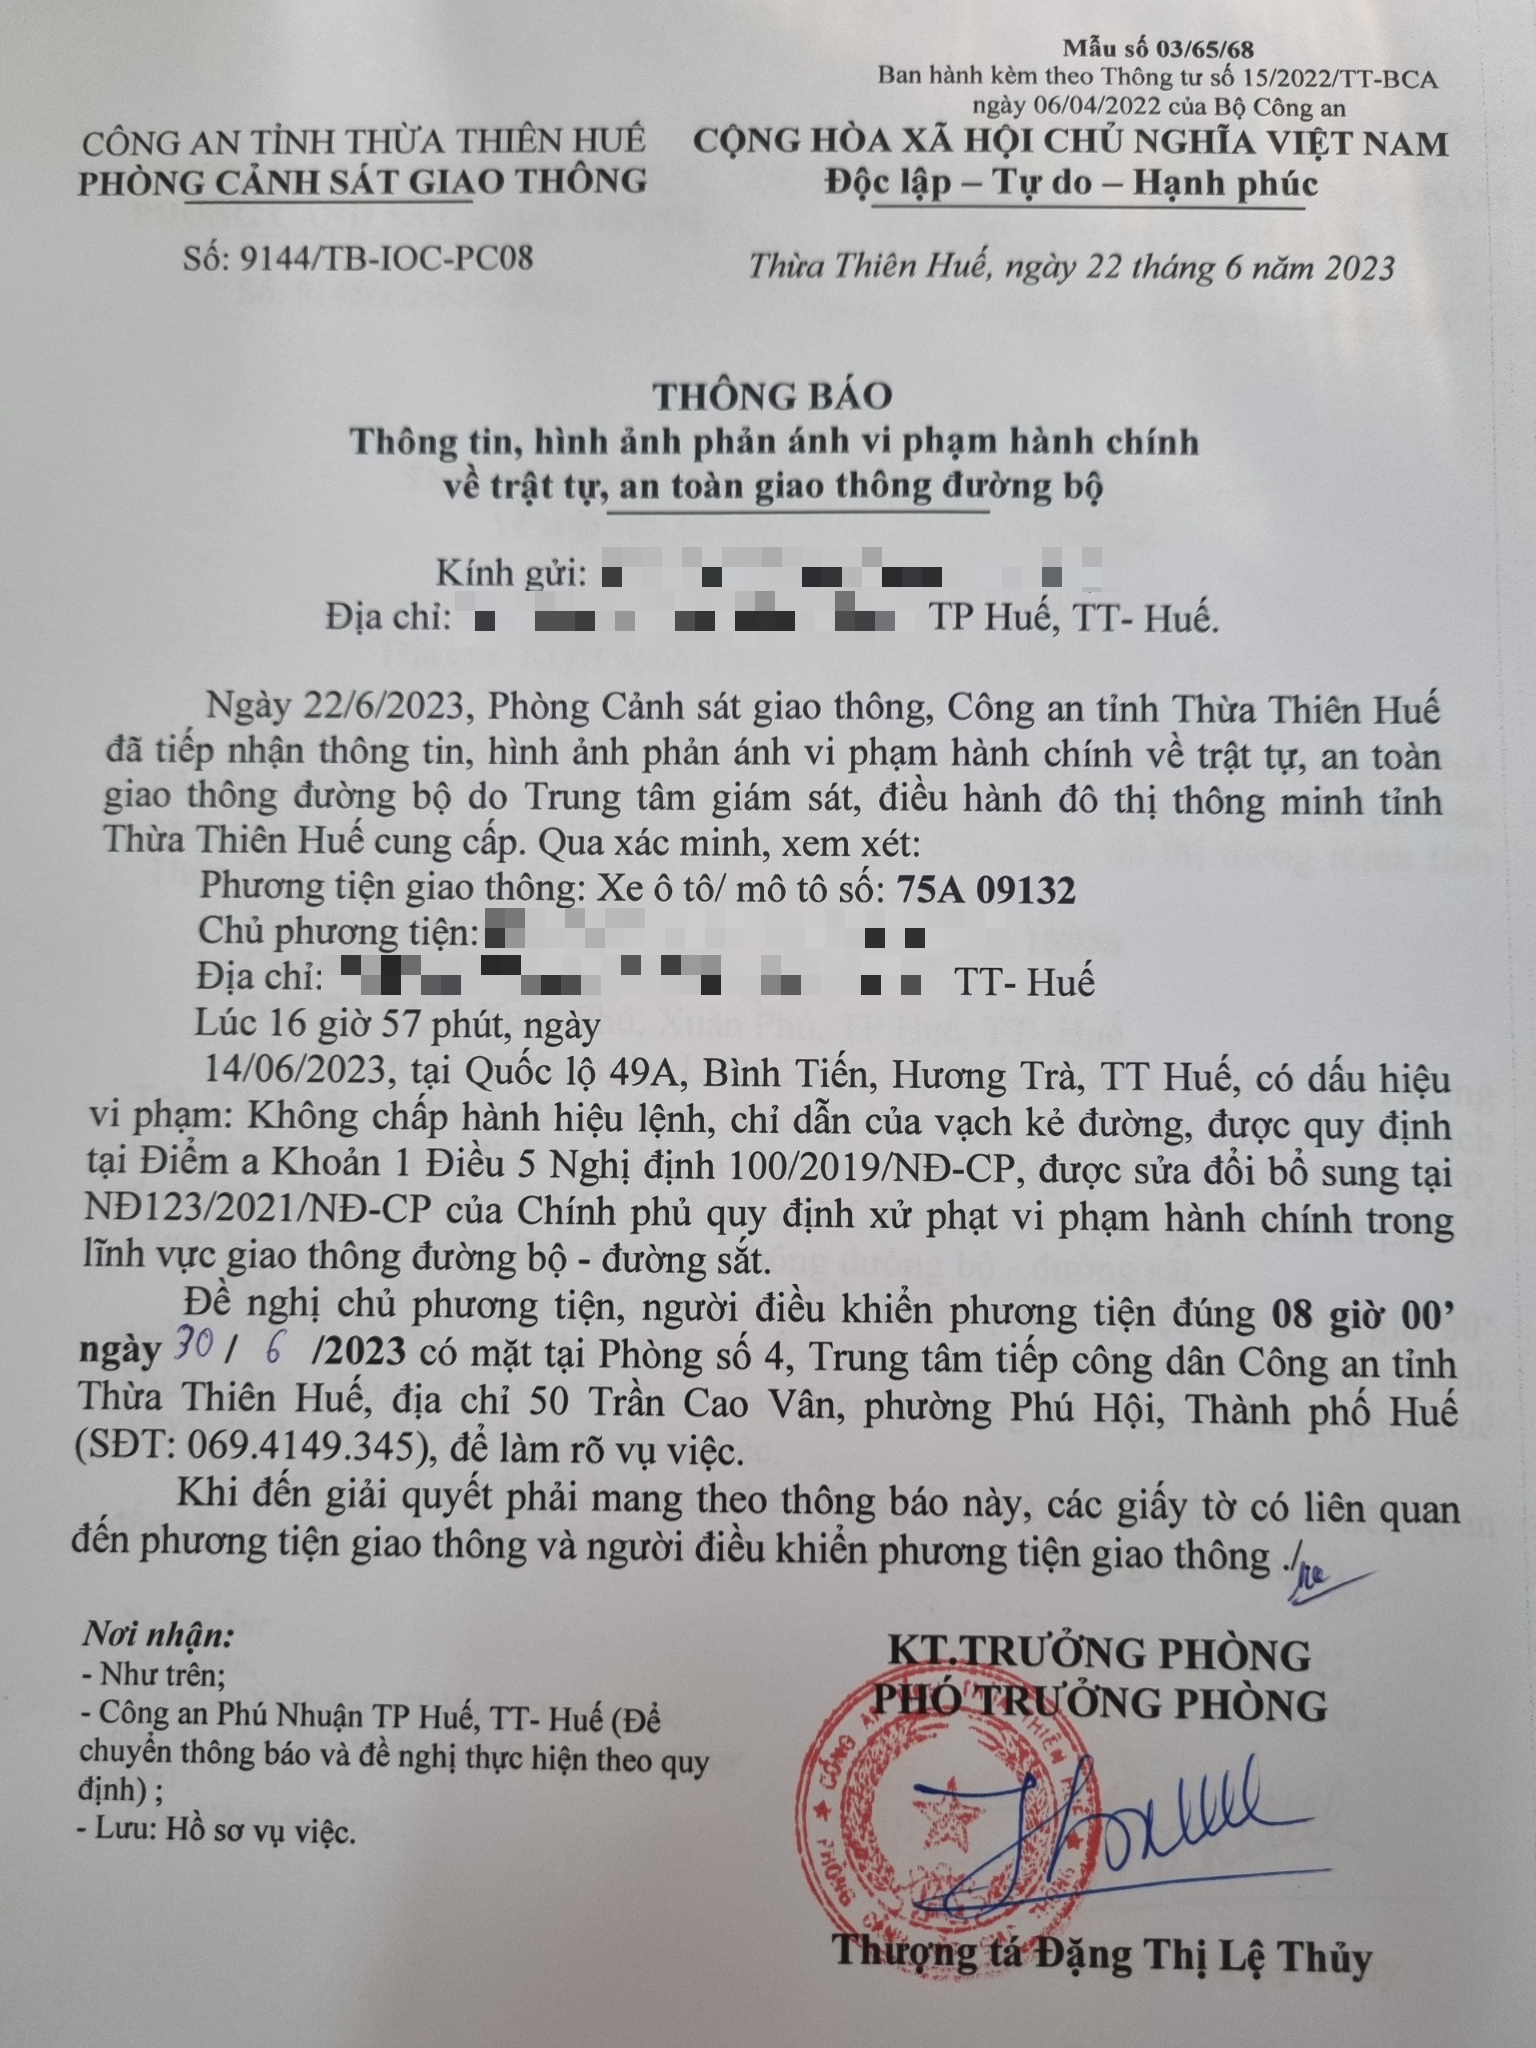 Mẫu số 03/65/68
Ban hành kèm theo Thông tư số 15/2022/TT-BCA
ngày 06/04/2022 của Bộ Công an
CÔNG AN TỈNH THỪA THIÊN HUẾ
PHÒNG CẢNH SÁT GIAO THÔNG
CỘNG HÒA XÃ HỘI CHỦ NGHĨA VIỆT NAM
Độc lập – Tự do – Hạnh phúc
Số: 9144/TB-IOC-PC08
Thừa Thiên Huế, ngày 22 tháng 6 năm 2023
THÔNG BÁO
Thông tin, hình ảnh phản ánh vi phạm hành chính
về trật tự, an toàn giao thông đường bộ
Kính gửi:
Địa chỉ: TP Huế, TT- Huế.
Ngày 22/6/2023, Phòng Cảnh sát giao thông, Công an tỉnh Thừa Thiên Huế
đã tiếp nhận thông tin, hình ảnh phản ánh vi phạm hành chính về trật tự, an toàn
giao thông đường bộ do Trung tâm giám sát, điều hành đô thị thông minh tỉnh
Thừa Thiên Huế cung cấp. Qua xác minh, xem xét:
Phương tiện giao thông: Xe ô tô/ mô tô số: 75A 09132
Chủ phương tiện:
Địa chỉ: TT- Huế
Lúc 16 giờ 57 phút, ngày
14/06/2023, tại Quốc lộ 49A, Bình Tiến, Hương Trà, TT Huế, có dấu hiệu
vi phạm: Không chấp hành hiệu lệnh, chỉ dẫn của vạch kẻ đường, được quy định
tại Điểm a Khoản 1 Điều 5 Nghị định 100/2019/NĐ-CP, được sửa đổi bổ sung tại
NĐ123/2021/NĐ-CP của Chính phủ quy định xử phạt vi phạm hành chính trong
lĩnh vực giao thông đường bộ - đường sắt.
Đề nghị chủ phương tiện, người điều khiển phương tiện đúng 08 giờ 00’
ngày 30 / 6 /2023 có mặt tại Phòng số 4, Trung tâm tiếp công dân Công an tỉnh
Thừa Thiên Huế, địa chỉ 50 Trần Cao Vân, phường Phú Hội, Thành phố Huế
(SĐT: 069.4149.345), để làm rõ vụ việc.
Khi đến giải quyết phải mang theo thông báo này, các giấy tờ có liên quan
đến phương tiện giao thông và người điều khiển phương tiện giao thông ./
Nơi nhận:
- Như trên;
- Công an Phú Nhuận TP Huế, TT- Huế (Để
chuyển thông báo và đề nghị thực hiện theo quy
định) ;
- Lưu: Hồ sơ vụ việc.
KT.TRƯỞNG PHÒNG
PHÓ TRƯỞNG PHÒNG
Thượng tá Đặng Thị Lệ Thủy